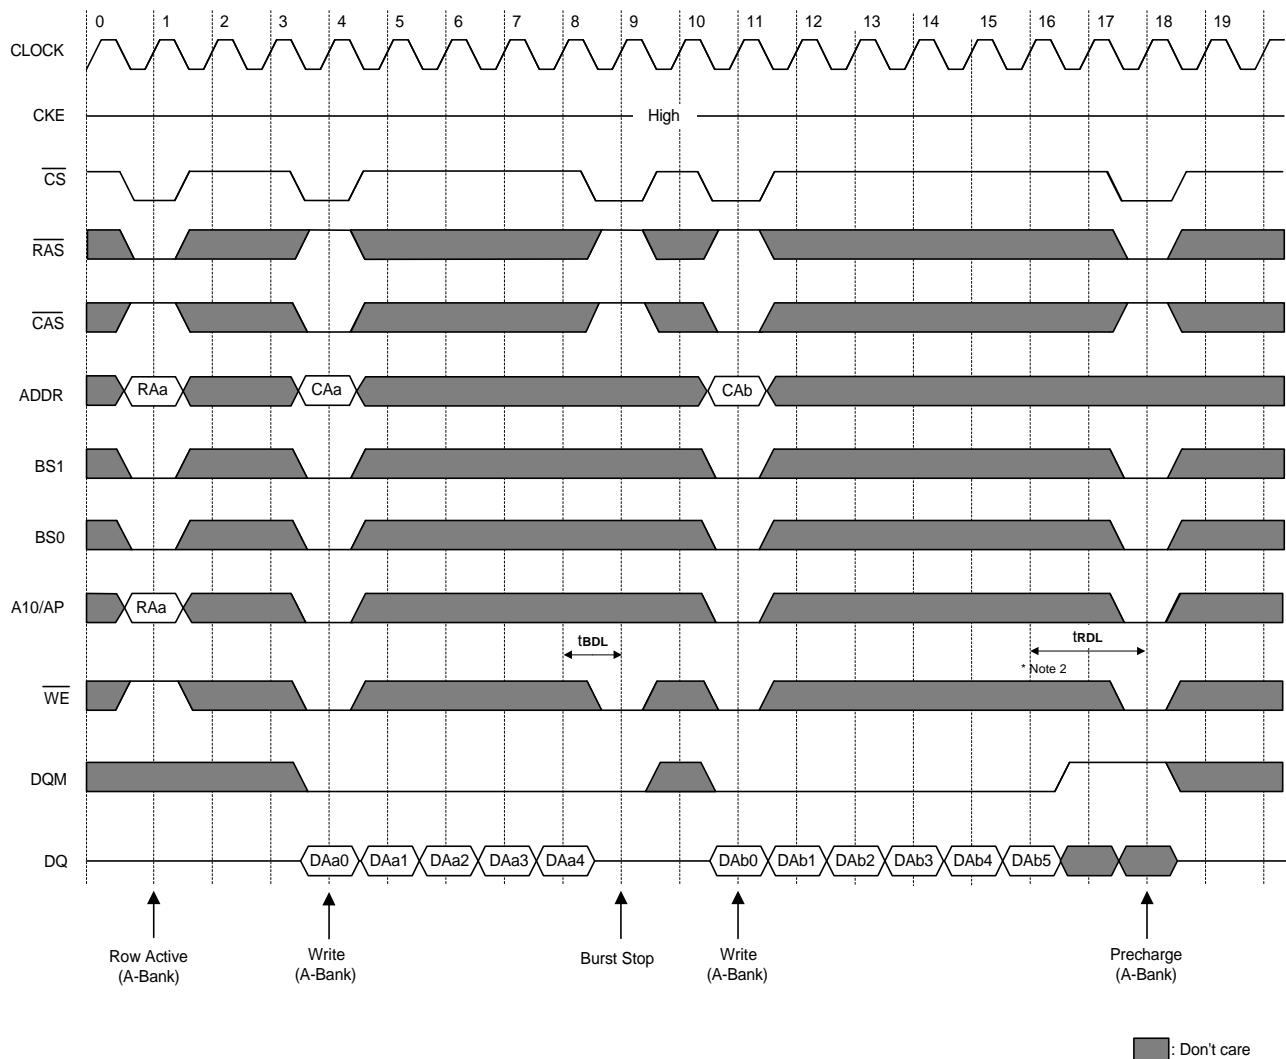 0 1 2 3 4 5 6 7 8 9 10 11 12 13 14 15 16 17 18 19
CLOCK
CKE High
CS
RAS
CAS
ADDR RAa CAa CAb
BS1
BS0
A10/AP RAa
tBDL tRDL
* Note 2
WE
DQM
DQ DAa0 DAa1 DAa2 DAa3 DAa4 DAb0 DAb1 DAb2 DAb3 DAb4 DAb5
Row Active Write Burst Stop Write Precharge
(A-Bank) (A-Bank) (A-Bank) (A-Bank)
: Don't care